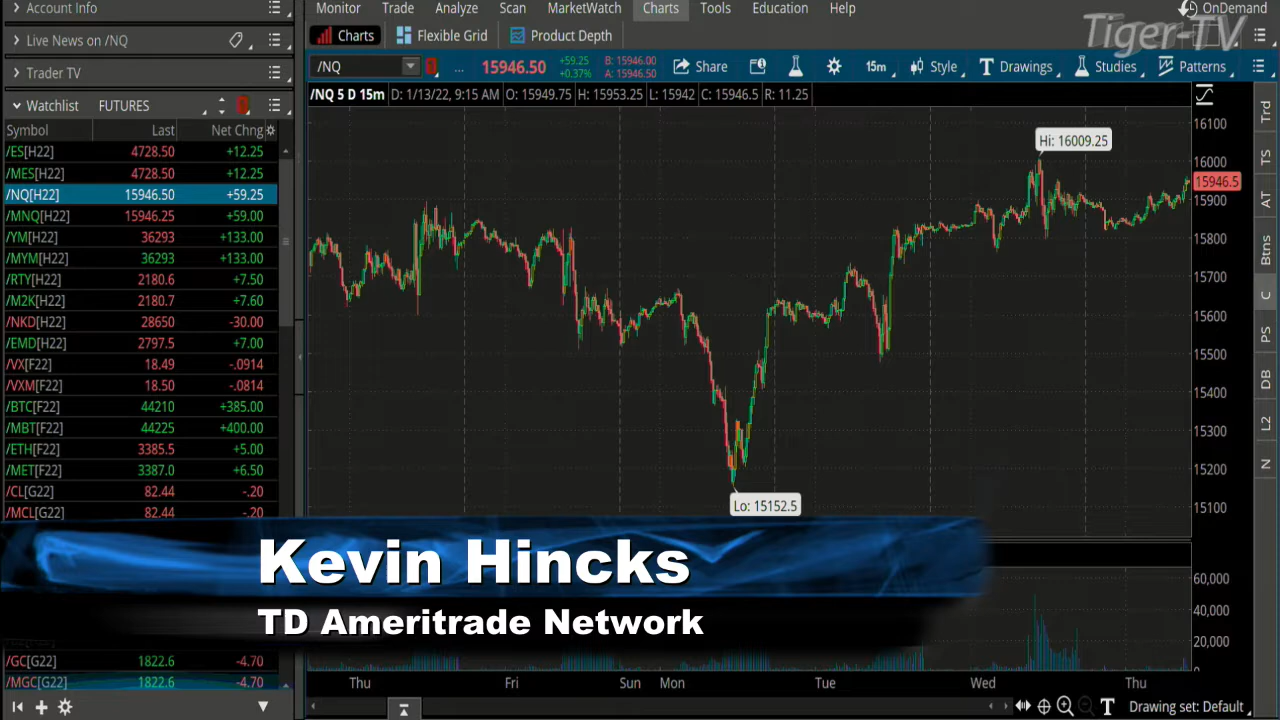 Account Info
Live News on /NQ
Trader TV
Watchlist FUTURES
Symbol Last Net Chng
/ES[H22] 4728.50 +12.25
/MES[H22] 4728.50 +12.25
/NQ[H22] 15946.50 +59.25
/MNQ[H22] 15946.25 +59.00
/YM[H22] 36293 +133.00
/MYM[H22] 36293 +133.00
/RTY[H22] 2180.6 +7.50
/M2K[H22] 2180.7 +7.60
/NKD[H22] 28650 -30.00
/EMD[H22] 2797.5 +7.00
/VX[F22] 18.49 -.0914
/VXM[F22] 18.50 -.0814
/BTC[F22] 44210 +385.00
/MBT[F22] 44225 +400.00
/ETH[F22] 3385.5 +5.00
/MET[F22] 3387.0 +6.50
/CL[G22] 82.44 -.20
/MCL[G22] 82.44 -.20
/GC[G22] 1822.6 -4.70
/MGC[G22] 1822.6 -4.70
Monitor Trade Analyze Scan MarketWatch Charts Tools Education Help OnDemand
Tiger-TV
Charts Flexible Grid Product Depth
/NQ ... 15946.50 +59.25 +0.37% B: 15946.00 A: 15946.50 Share 15m Style Drawings Studies Patterns
/NQ 5 D 15m D: 1/13/22, 9:15 AM O: 15949.75 H: 15953.25 L: 15942 C: 15946.5 R: 11.25
Hi: 16009.25
Lo: 15152.5
16100
16000
15946.5
15900
15800
15700
15600
15500
15400
15300
15200
15100
60,000
40,000
20,000
Trd
TS
AT
Btns
C
PS
DB
L2
N
Kevin Hincks
TD Ameritrade Network
Thu Fri Sun Mon Tue Wed Thu
Drawing set: Default